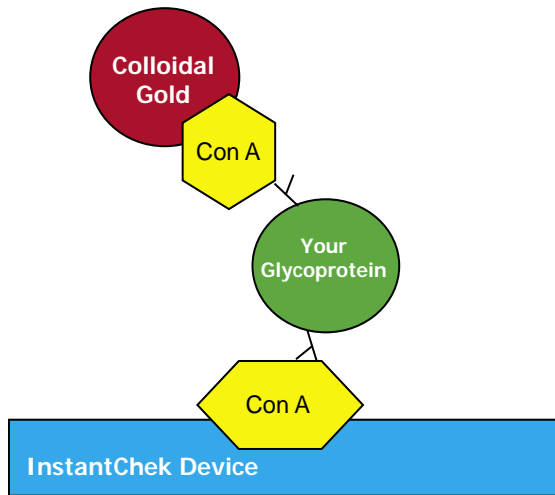 Colloidal
Gold
Con A
Your
Glycoprotein
Con A
InstantChek Device